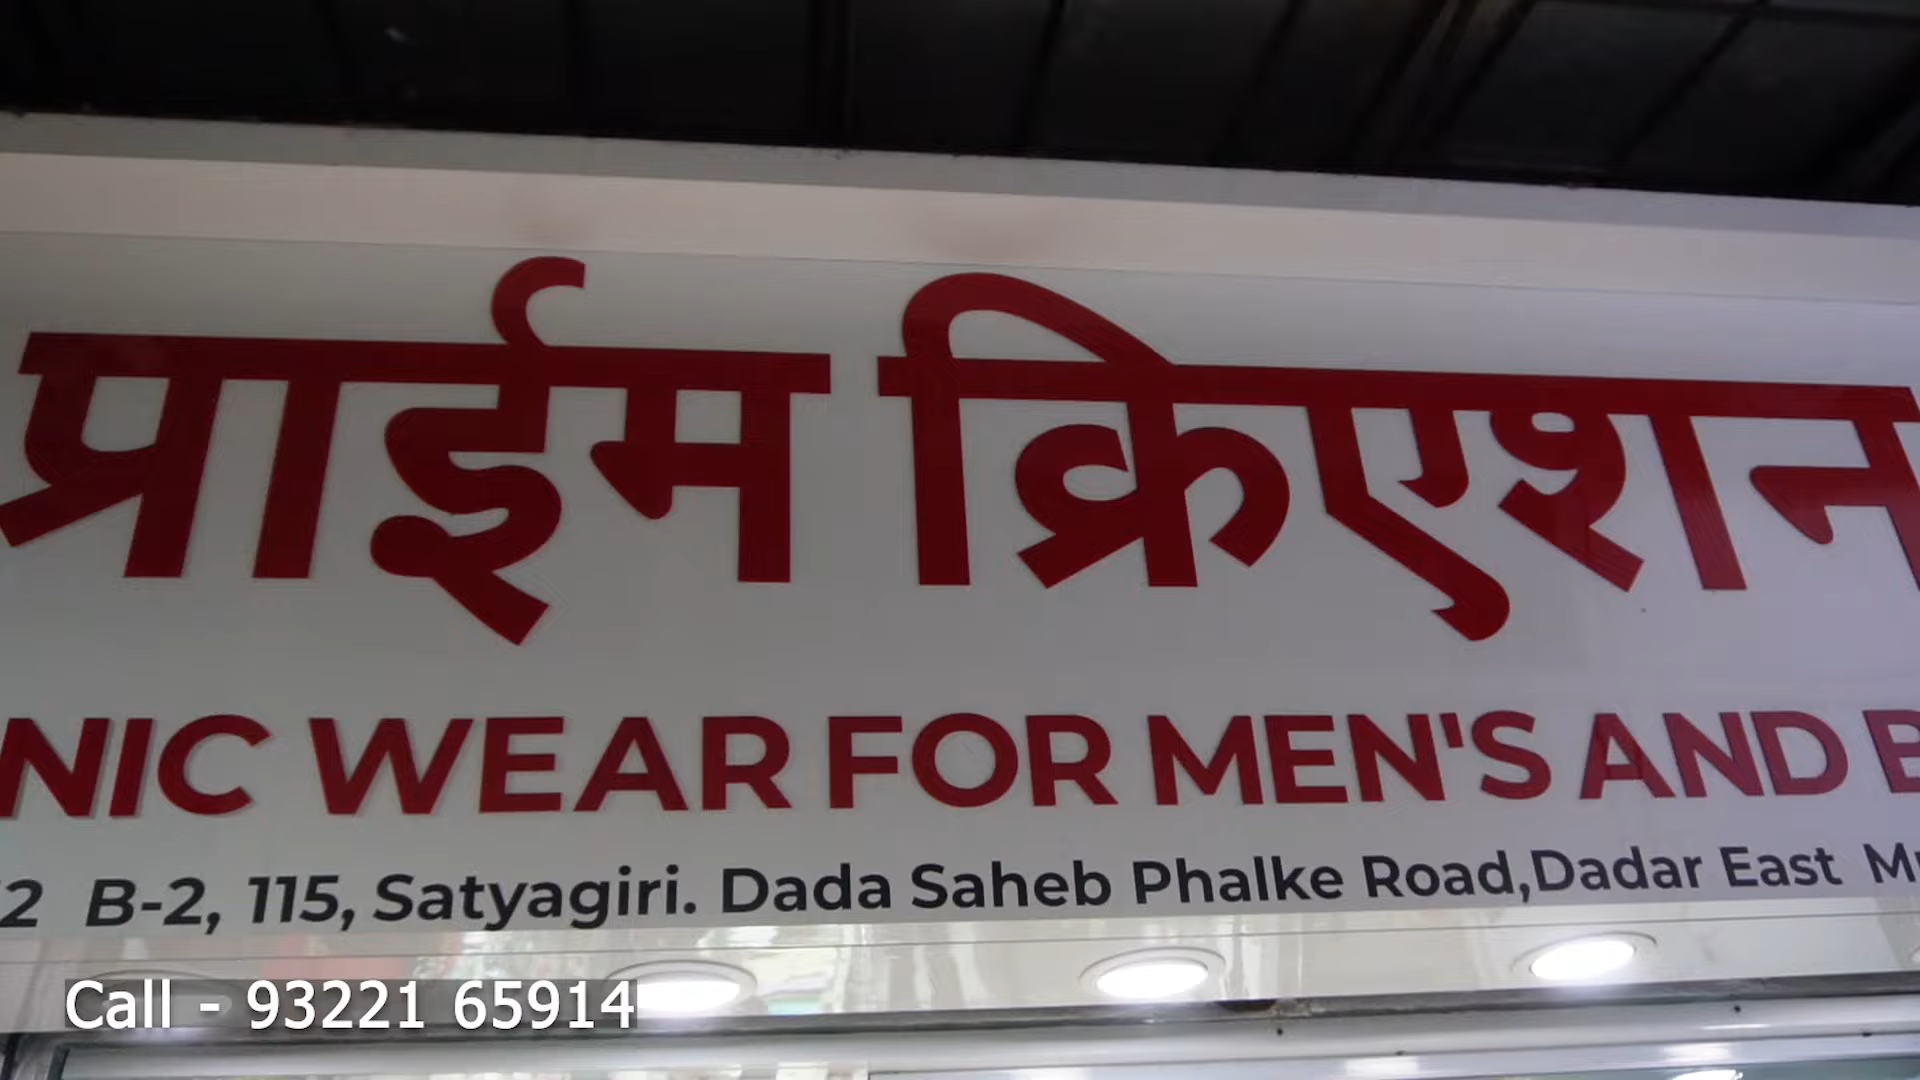 प्राईम क्रिएशन
NIC WEAR FOR MEN'S AND B
2 B-2, 115, Satyagiri. Dada Saheb Phalke Road, Dadar East
Call - 93221 65914